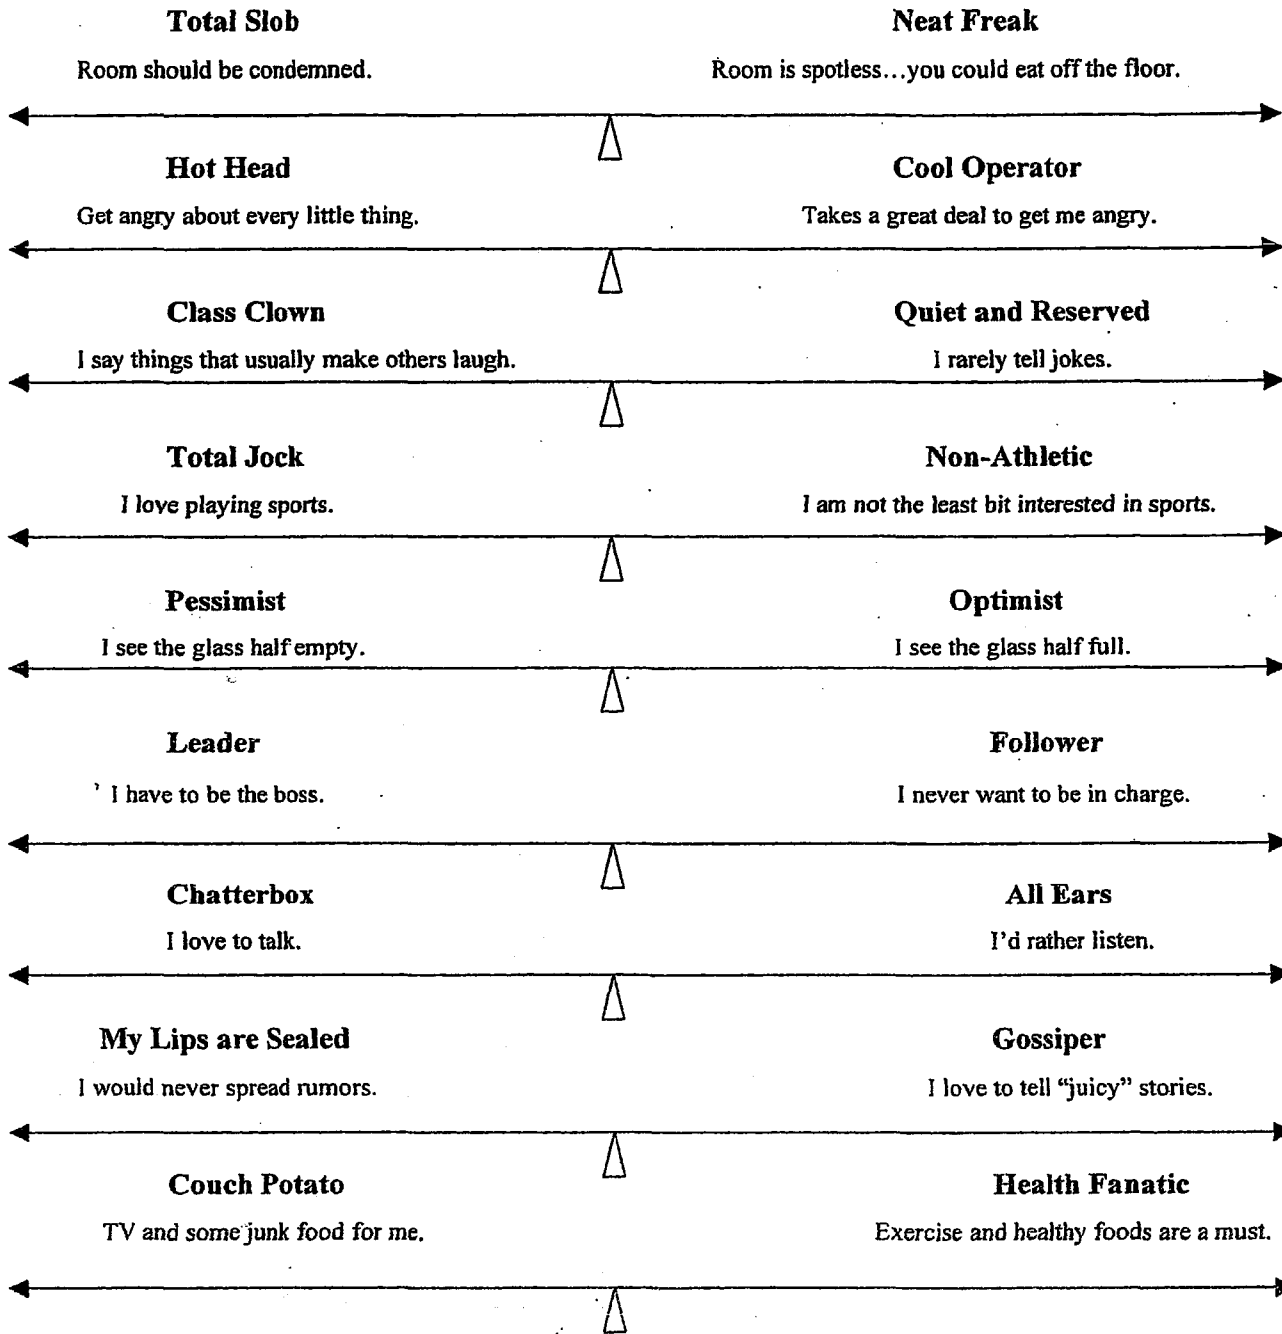 Total Slob
Neat Freak
Room should be condemned.
Room is spotless...you could eat off the floor.
Hot Head
Cool Operator
Get angry about every little thing.
Takes a great deal to get me angry.
Class Clown
Quiet and Reserved
I say things that usually make others laugh.
I rarely tell jokes.
Total Jock
Non-Athletic
I love playing sports.
I am not the least bit interested in sports.
Pessimist
Optimist
I see the glass half empty.
I see the glass half full.
Leader
Follower
I have to be the boss.
I never want to be in charge.
Chatterbox
All Ears
I love to talk.
I'd rather listen.
My Lips are Sealed
Gossiper
I would never spread rumors.
I love to tell “juicy” stories.
Couch Potato
Health Fanatic
TV and some junk food for me.
Exercise and healthy foods are a must.